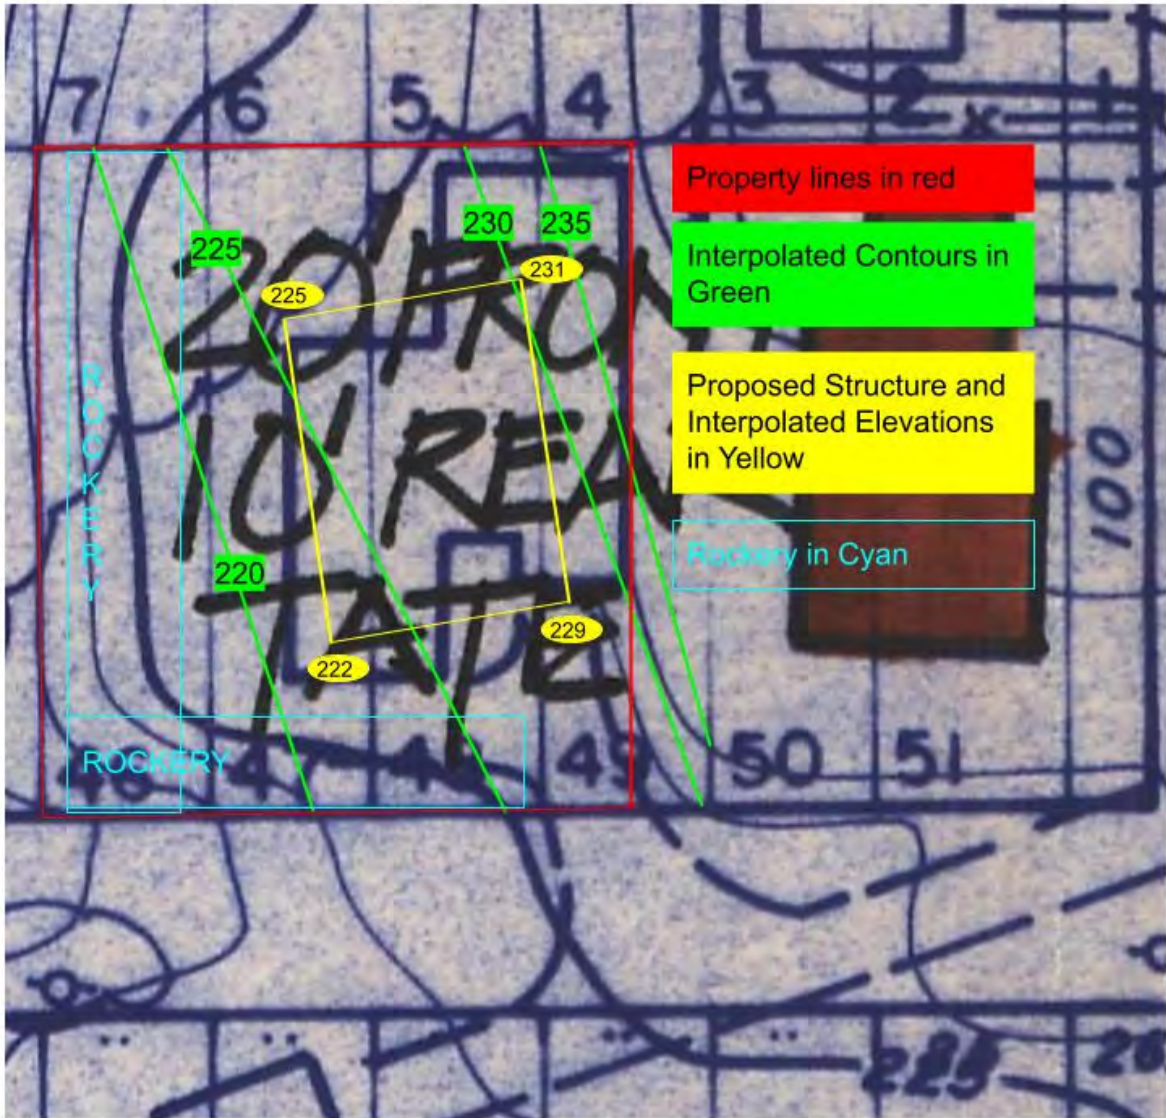 7 6 5 4 3 2 1
x
Property lines in red
230 235
225
20' FRONT
Interpolated Contours in
Green
231
225
Proposed Structure and
Interpolated Elevations
in Yellow
ROCKERY
10' REAR
100
Rockery in Cyan
220
TATE
229
222
ROCKERY
47 49 50 51